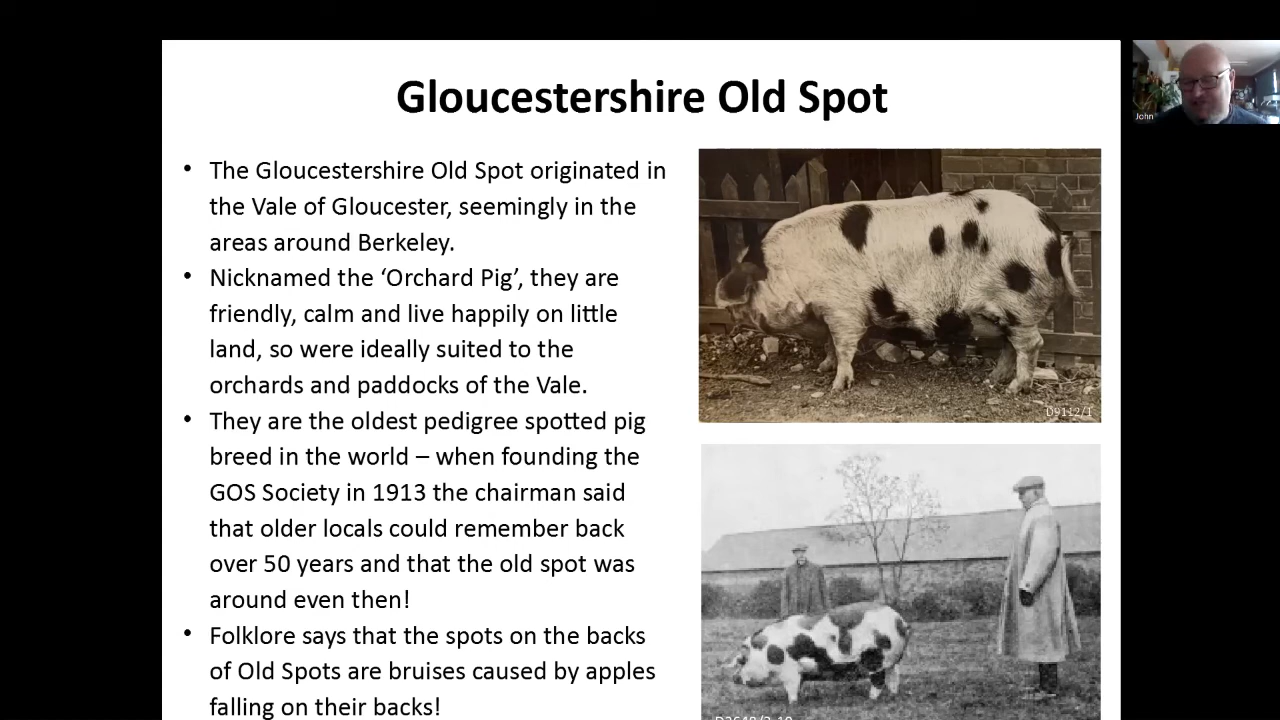 Gloucestershire Old Spot
• The Gloucestershire Old Spot originated in
the Vale of Gloucester, seemingly in the
areas around Berkeley.
• Nicknamed the ‘Orchard Pig’, they are
friendly, calm and live happily on little
land, so were ideally suited to the
orchards and paddocks of the Vale.
• They are the oldest pedigree spotted pig
breed in the world – when founding the
GOS Society in 1913 the chairman said
that older locals could remember back
over 50 years and that the old spot was
around even then!
• Folklore says that the spots on the backs
of Old Spots are bruises caused by apples
falling on their backs!
D9112/1
John